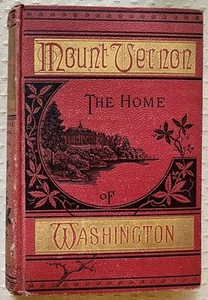 Mount Vernon
THE HOME
OF
WASHINGTON